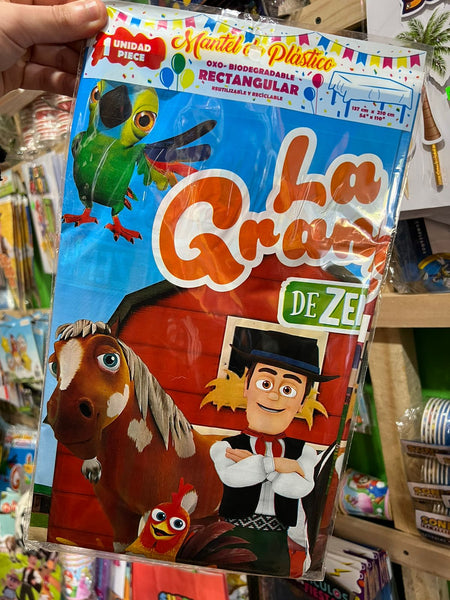 1 UNIDAD
PIECE
Mantel de Plástico
OXO-BIODEGRADABLE
RECTANGULAR
REUTILIZABLE Y RECICLABLE
137 cm x 280 cm
54" x 110"
La
Gran
DE ZE